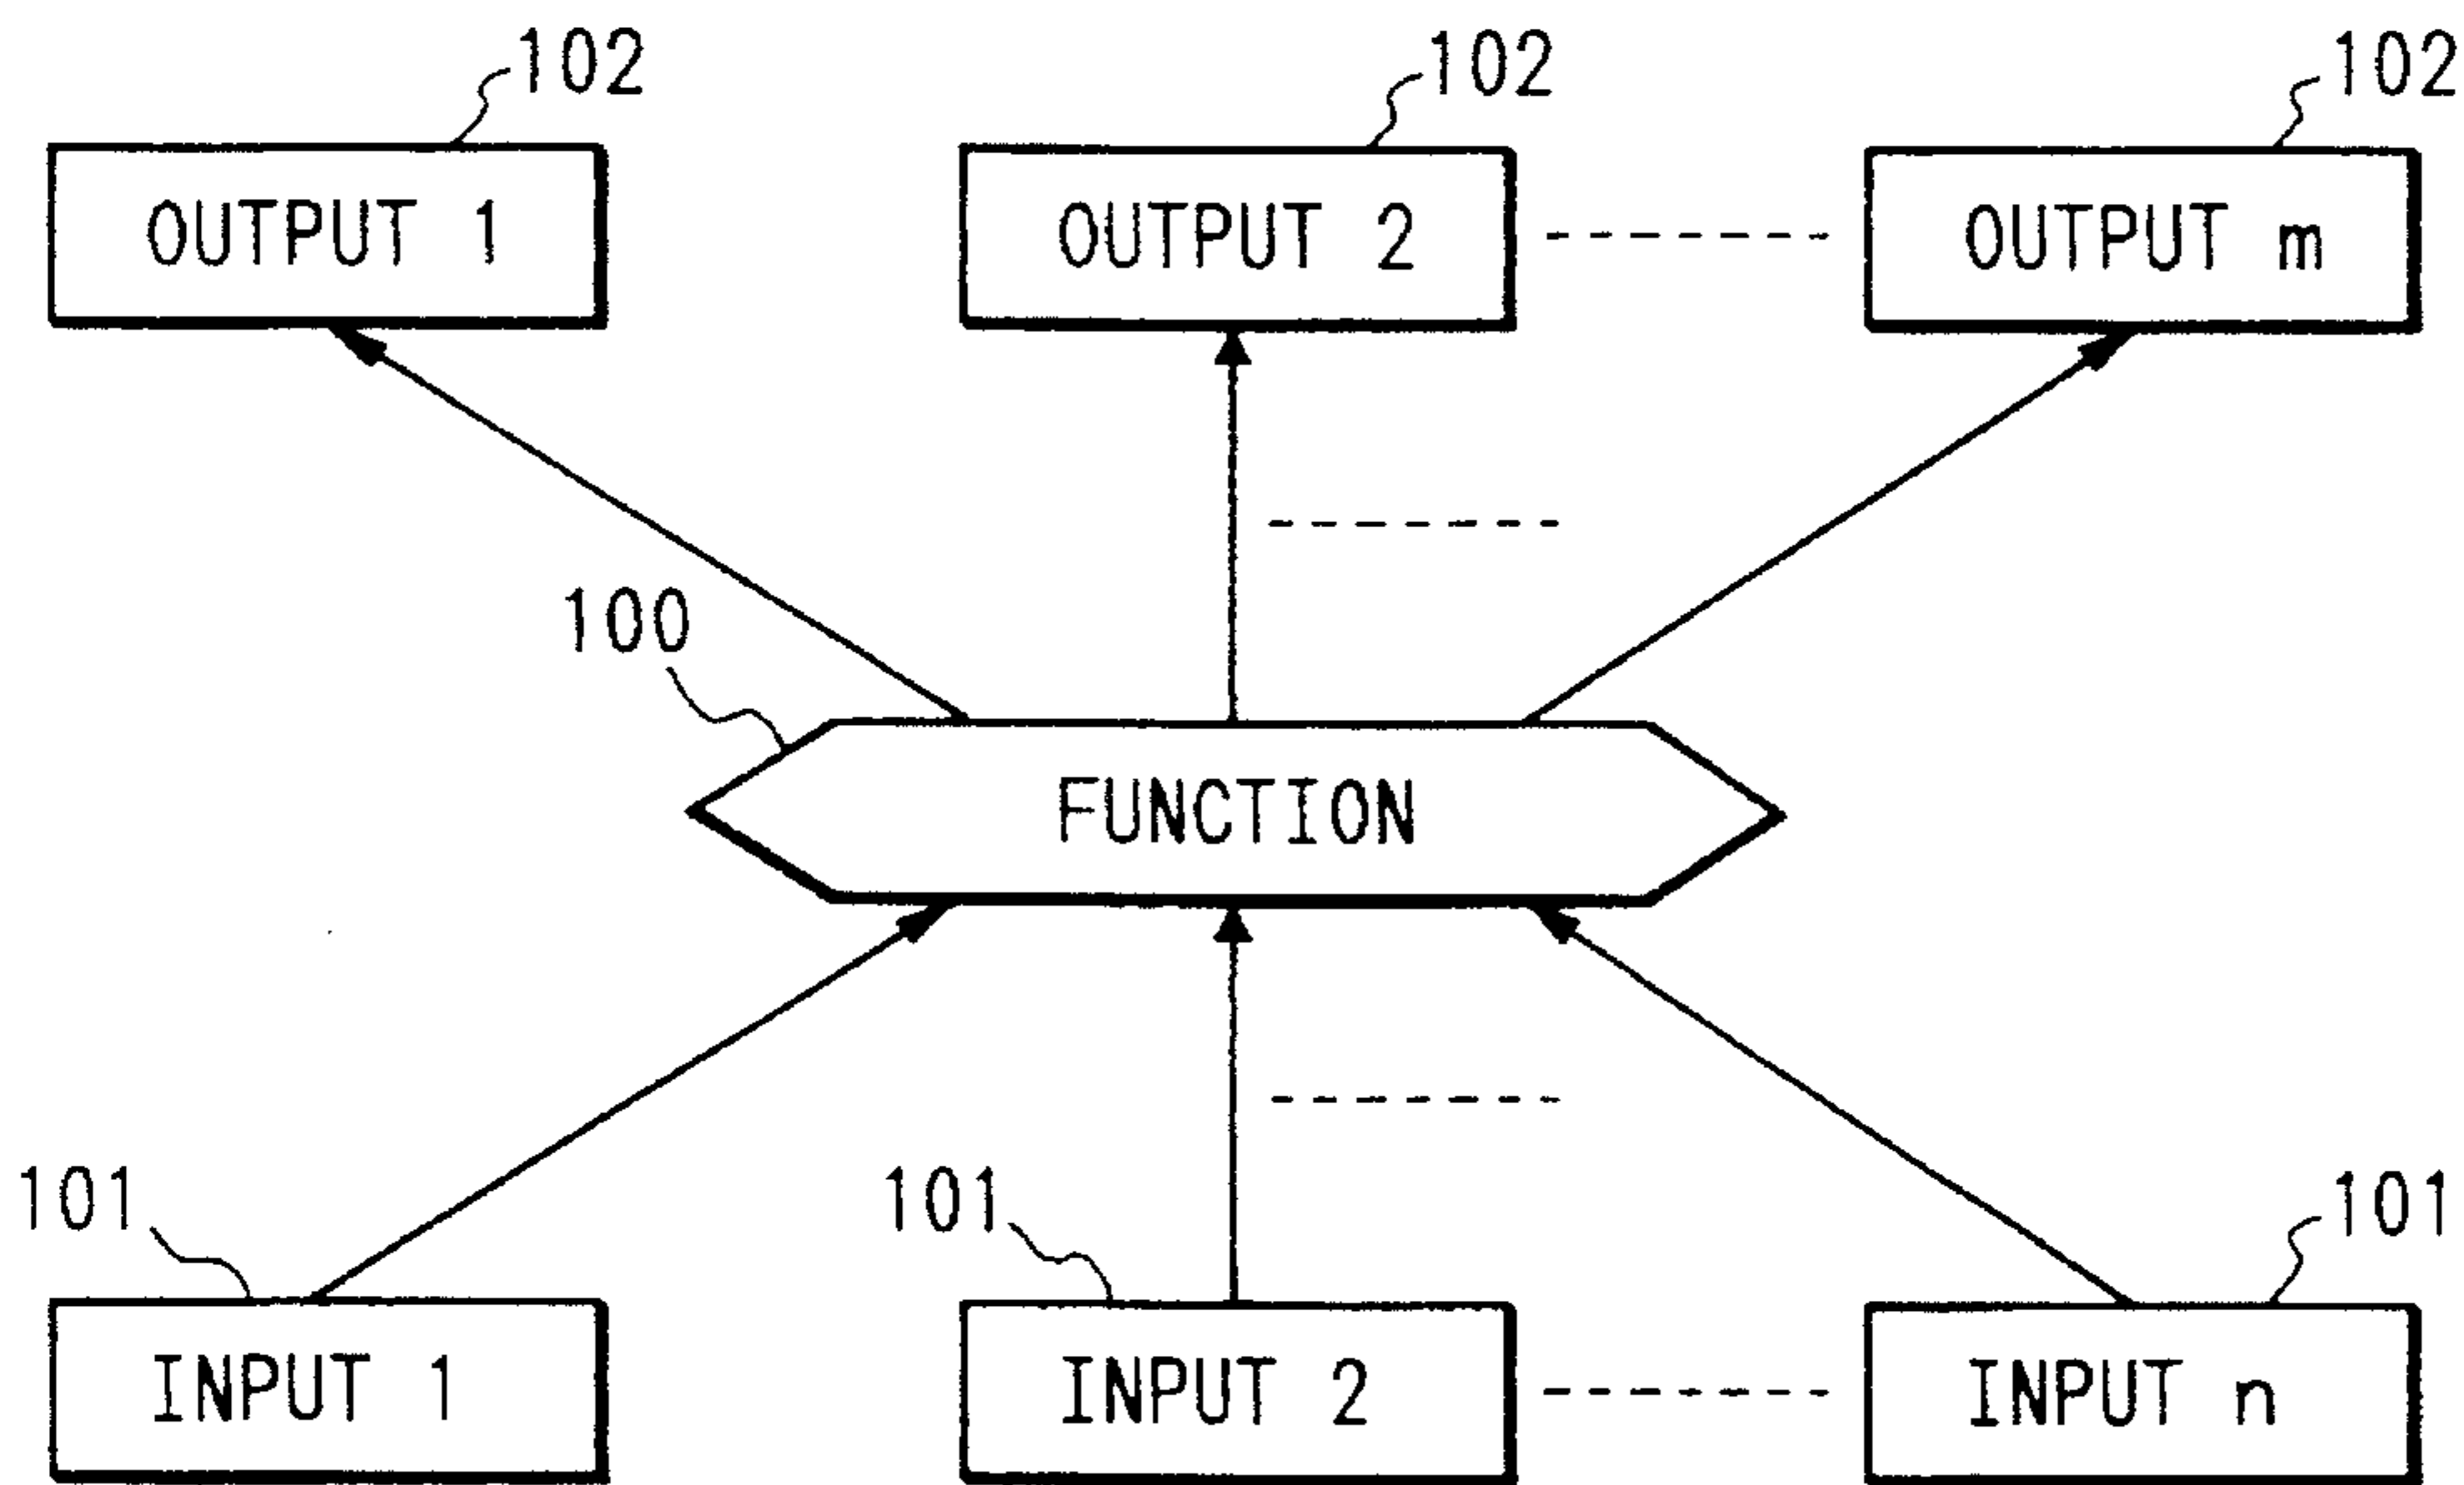 102 102 102
OUTPUT 1 OUTPUT 2 OUTPUT m
100
FUNCTION
101 101 101
INPUT 1 INPUT 2 INPUT n